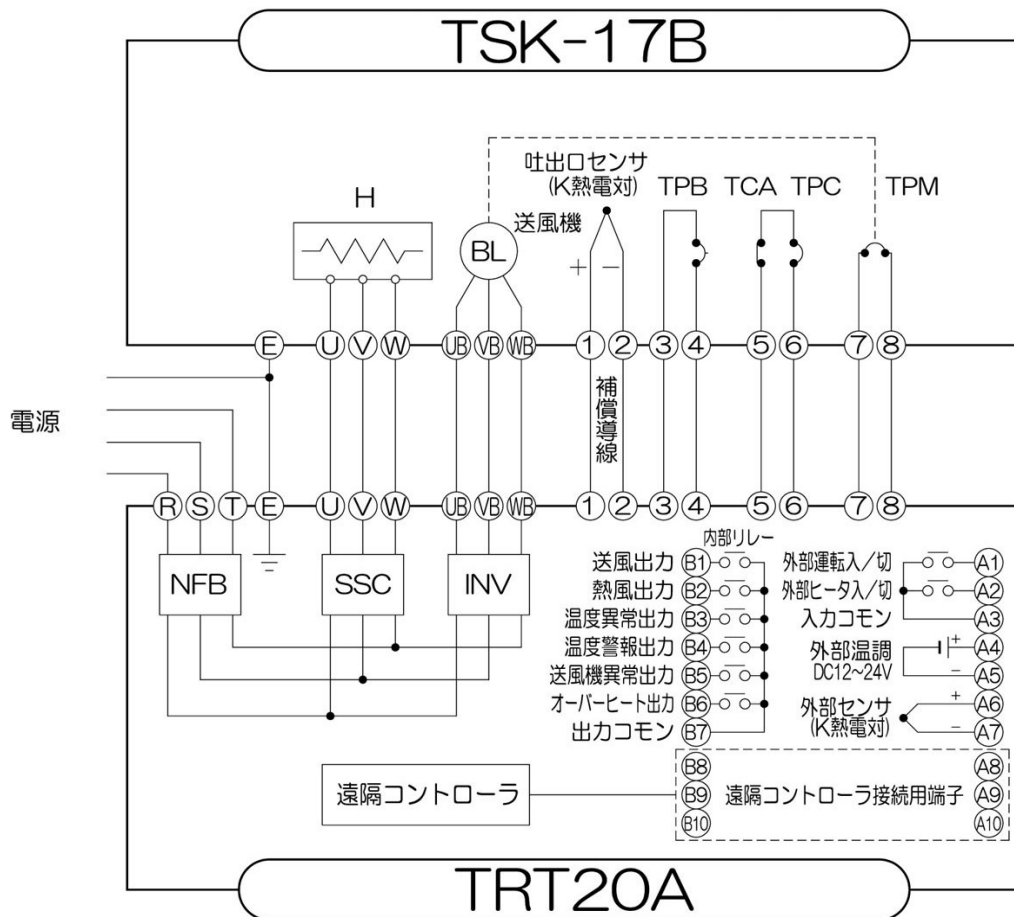 TSK-17B
吐出口センサ
(K熱電対)
TPB
TCA
TPC
TPM
H
送風機
BL
+
−
E
U
V
W
UB
VB
WB
1
2
3
4
5
6
7
8
電源
補償導線
R
S
T
E
U
V
W
UB
VB
WB
1
2
3
4
5
6
7
8
NFB
SSC
INV
内部リレー
送風出力 B1
熱風出力 B2
温度異常出力 B3
温度警報出力 B4
送風機異常出力 B5
オーバーヒート出力 B6
出力コモン B7
B8
B9
B10
外部運転入/切 A1
外部ヒータ入/切 A2
入力コモン A3
外部温調 + A4
DC12~24V − A5
外部センサ + A6
(K熱電対) − A7
A8
遠隔コントローラ接続用端子 A9
A10
遠隔コントローラ
TRT20A